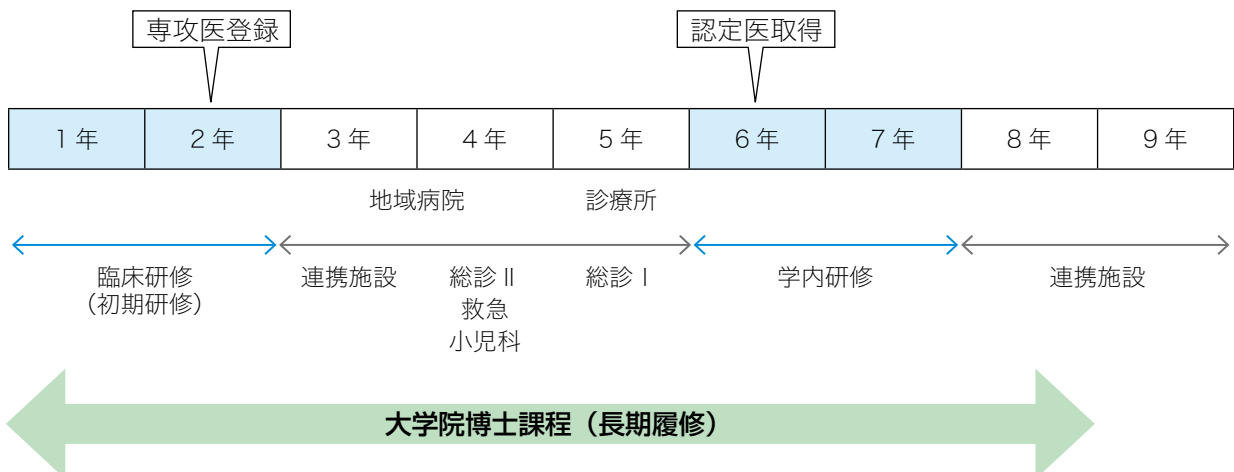 専攻医登録
認定医取得
1 年
2 年
3 年
4 年
5 年
6 年
7 年
8 年
9 年
地域病院
診療所
臨床研修
（初期研修）
連携施設
総診Ⅱ
救急
小児科
総診Ⅰ
学内研修
連携施設
大学院博士課程（長期履修）